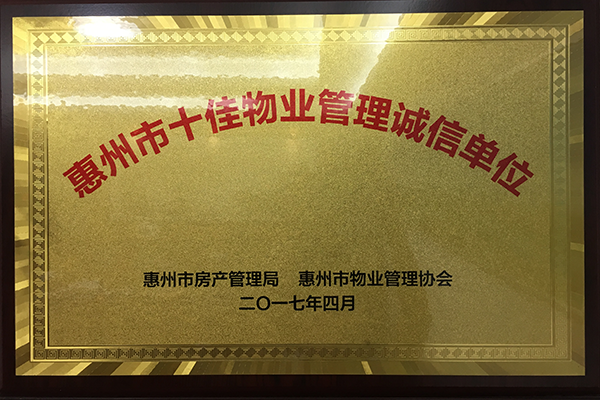 惠州市十佳物业管理诚信单位
惠州市房产管理局 惠州市物业管理协会
二〇一七年四月